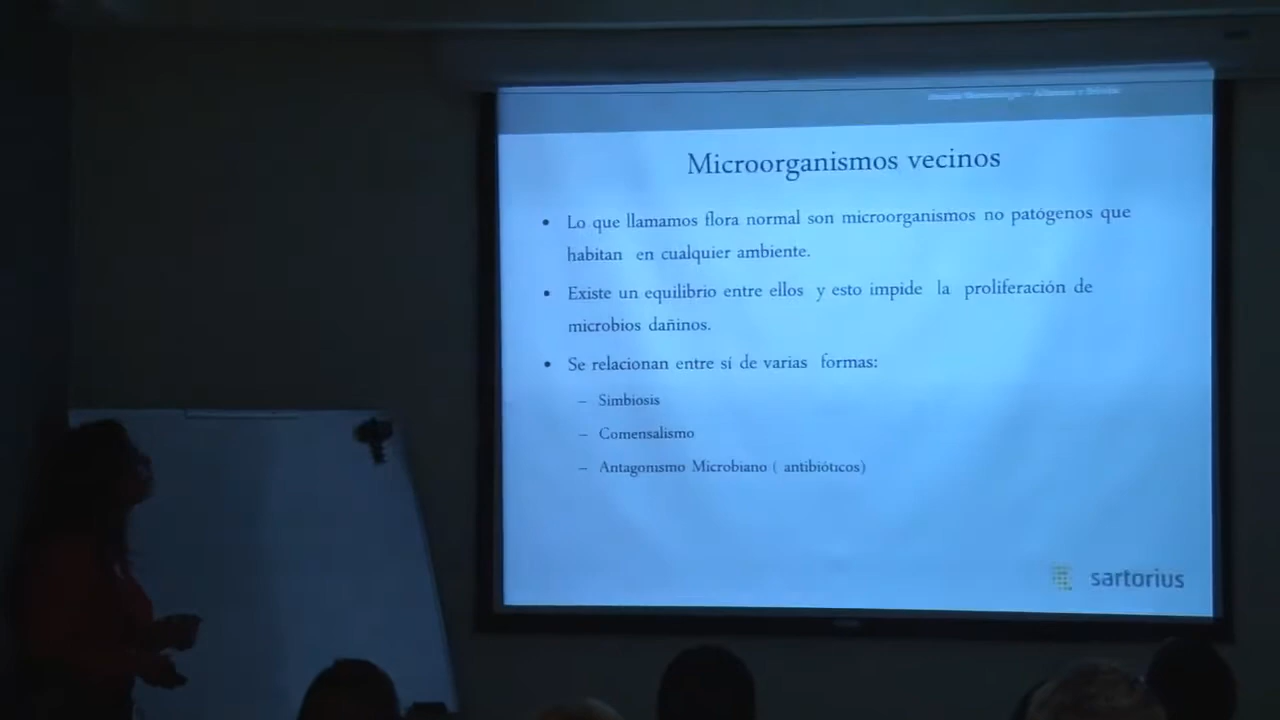 Microorganismos vecinos
• Lo que llamamos flora normal son microorganismos no patógenos que
habitan en cualquier ambiente.
• Existe un equilibrio entre ellos y esto impide la proliferación de
microbios dañinos.
• Se relacionan entre sí de varias formas:
– Simbiosis
– Comensalismo
– Antagonismo Microbiano ( antibióticos)
sartorius